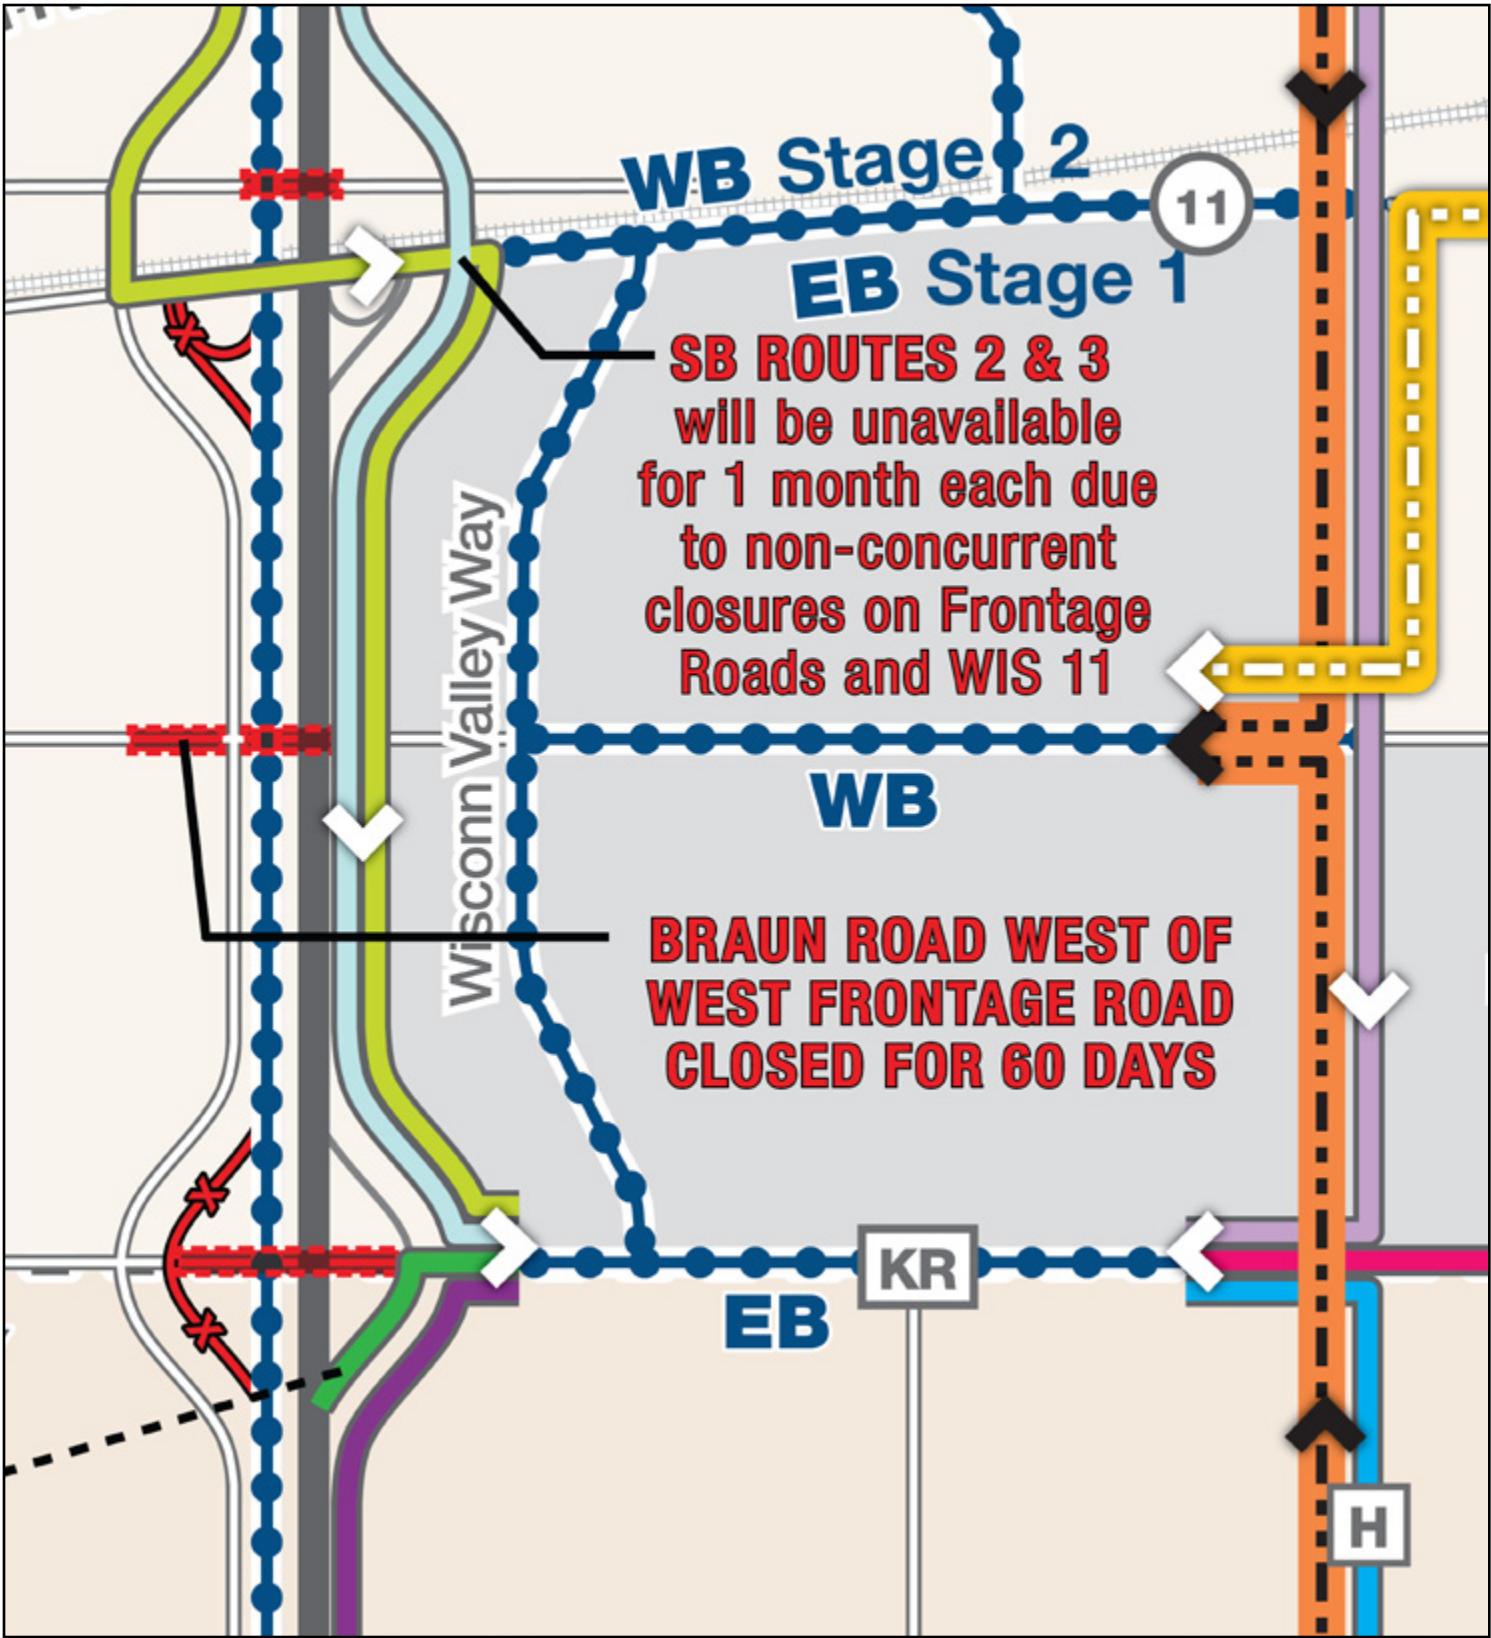 WB Stage 2
11
EB Stage 1
SB ROUTES 2 & 3
will be unavailable
for 1 month each due
to non-concurrent
closures on Frontage
Roads and WIS 11
Wisconn Valley Way
WB
BRAUN ROAD WEST OF
WEST FRONTAGE ROAD
CLOSED FOR 60 DAYS
KR
EB
H